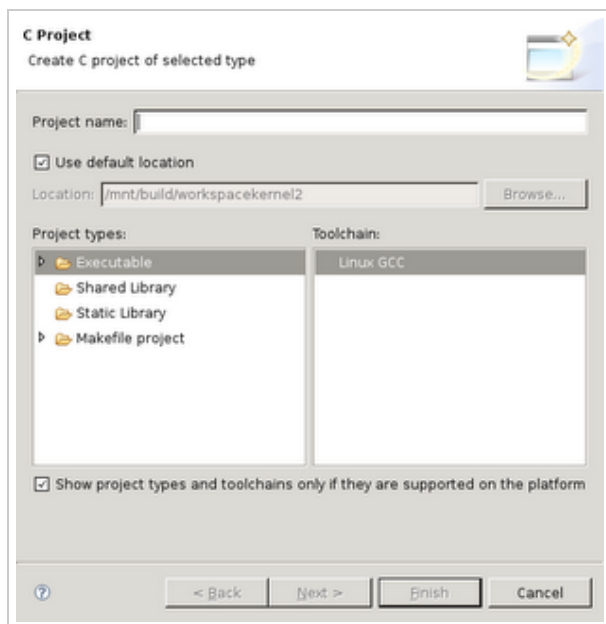 C Project
Create C project of selected type
Project name:
Use default location
Location: /mnt/build/workspacekernel2 Browse...
Project types: Toolchain:
Executable Linux GCC
Shared Library
Static Library
Makefile project
Show project types and toolchains only if they are supported on the platform
? < Back Next > Finish Cancel